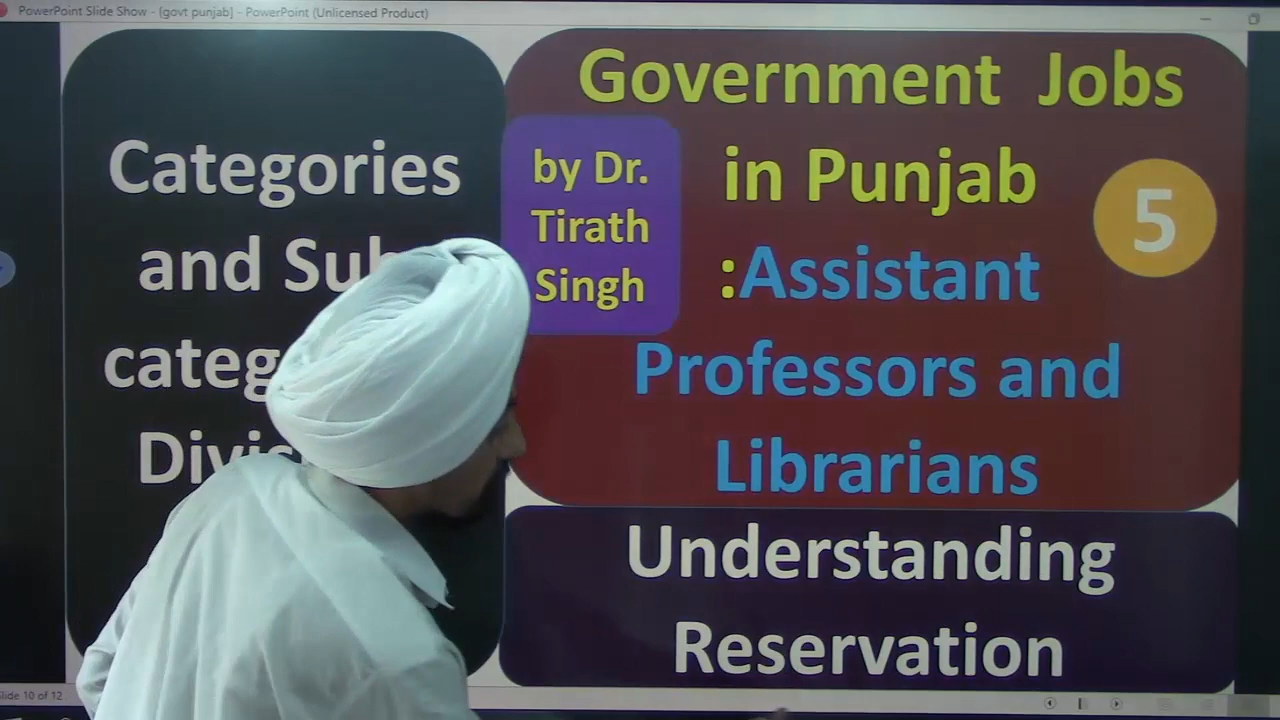 PowerPoint Slide Show - [govt punjab] - PowerPoint (Unlicensed Product)
Categories
and Sub
categ
Divis
by Dr.
Tirath
Singh
Government Jobs
in Punjab
:Assistant
Professors and
Librarians
5
Understanding
Reservation
lide 10 of 12